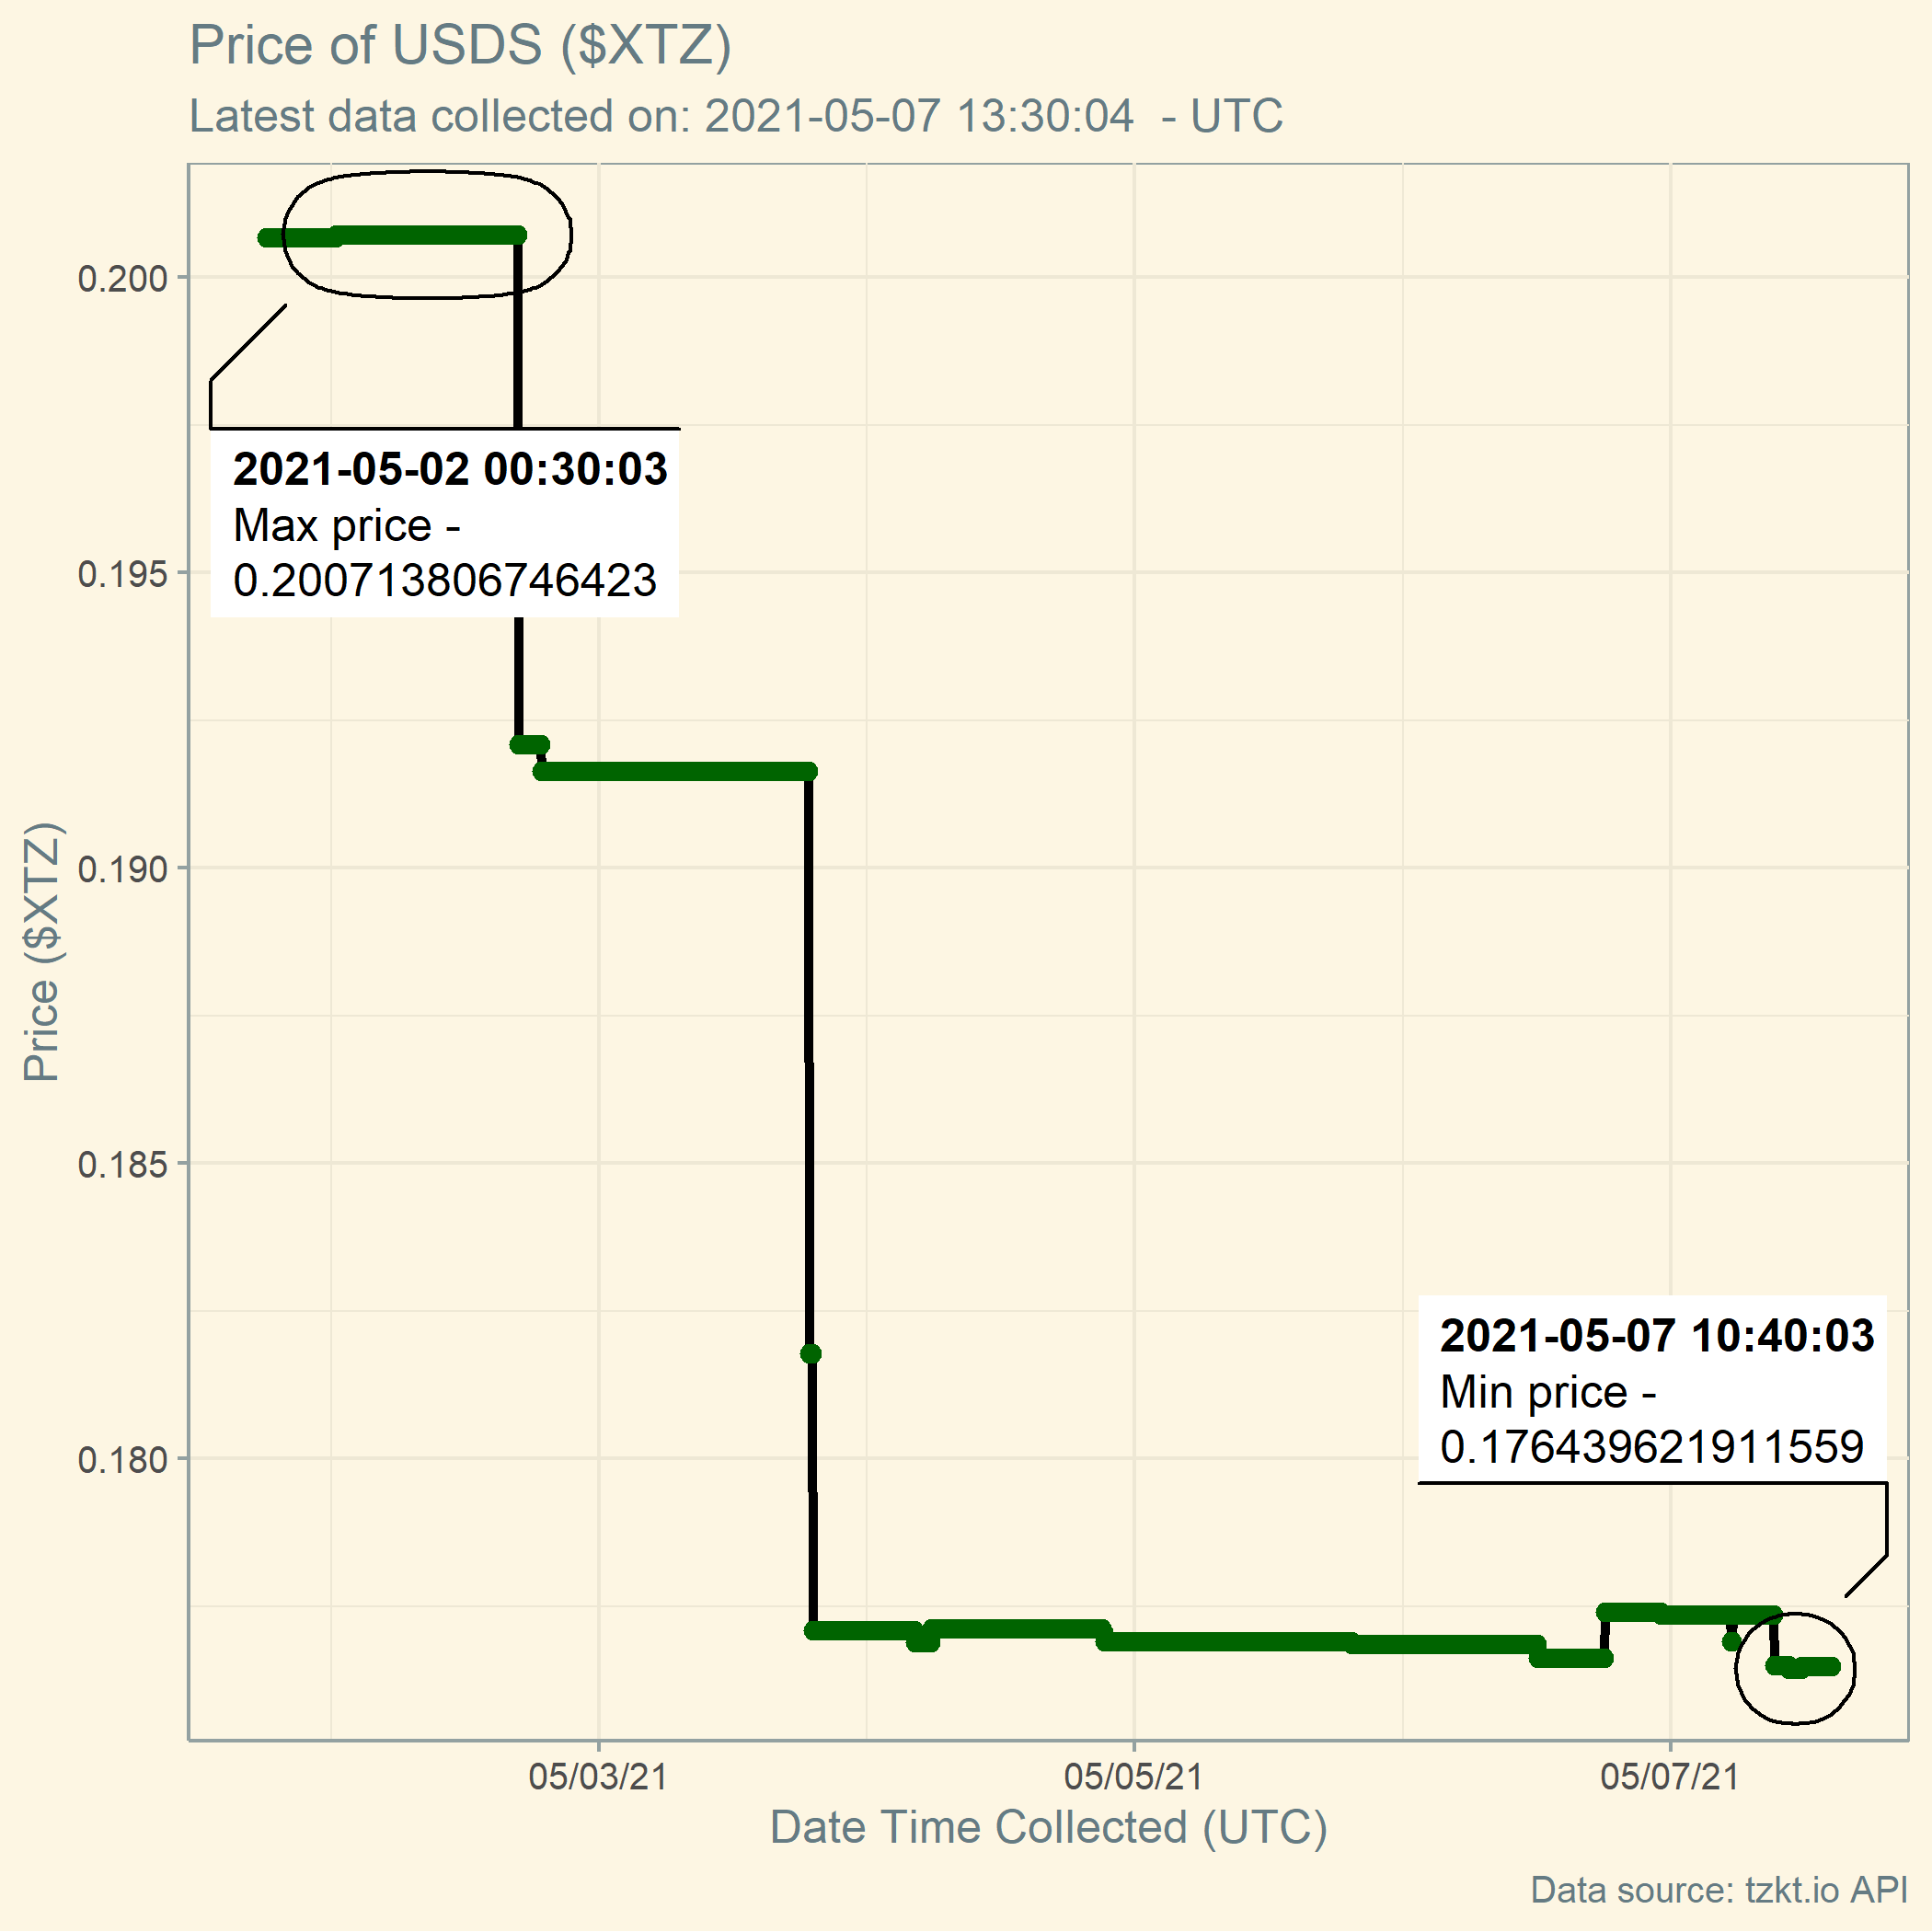 Price of USDS ($XTZ)
Latest data collected on: 2021-05-07 13:30:04  - UTC
Price ($XTZ)
0.200
0.195
0.190
0.185
0.180
2021-05-02 00:30:03
Max price -
0.200713806746423
2021-05-07 10:40:03
Min price -
0.176439621911559
05/03/21
05/05/21
05/07/21
Date Time Collected (UTC)
Data source: tzkt.io API